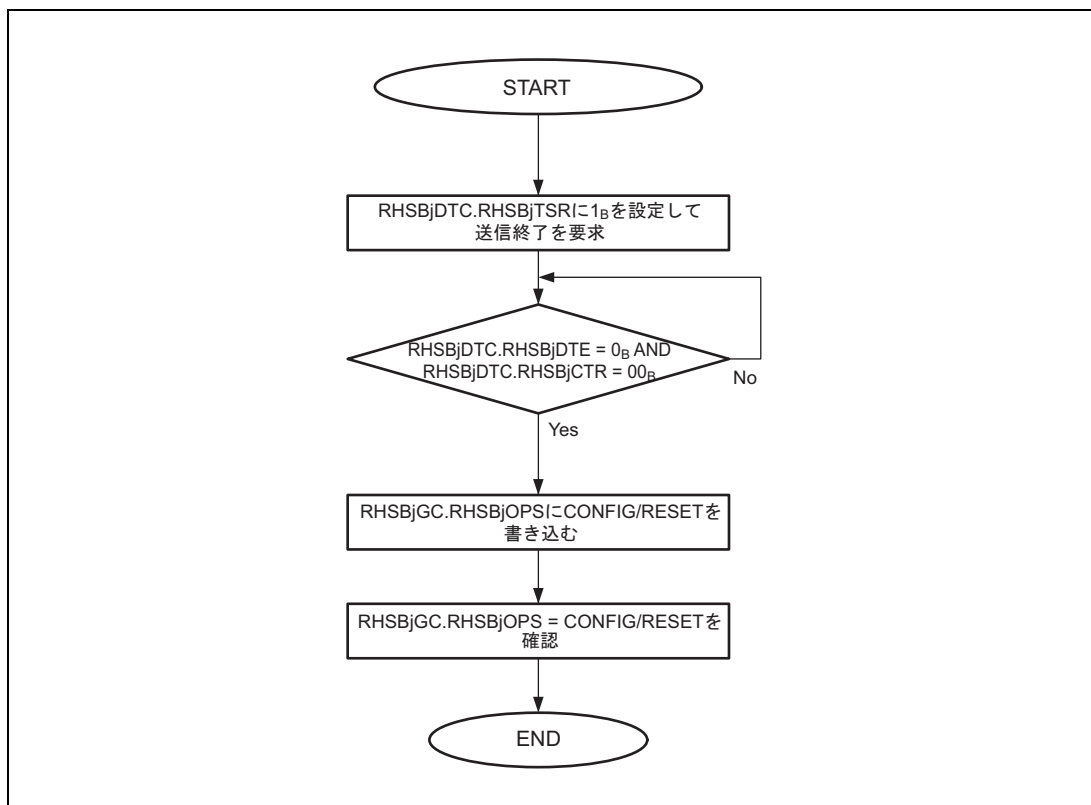 START
RHSBjDTC.RHSBjTSRに1Bを設定して
送信終了を要求
RHSBjDTC.RHSBjDTE = 0B AND
RHSBjDTC.RHSBjCTR = 00B
No
Yes
RHSBjGC.RHSBjOPSにCONFIG/RESETを
書き込む
RHSBjGC.RHSBjOPS = CONFIG/RESETを
確認
END